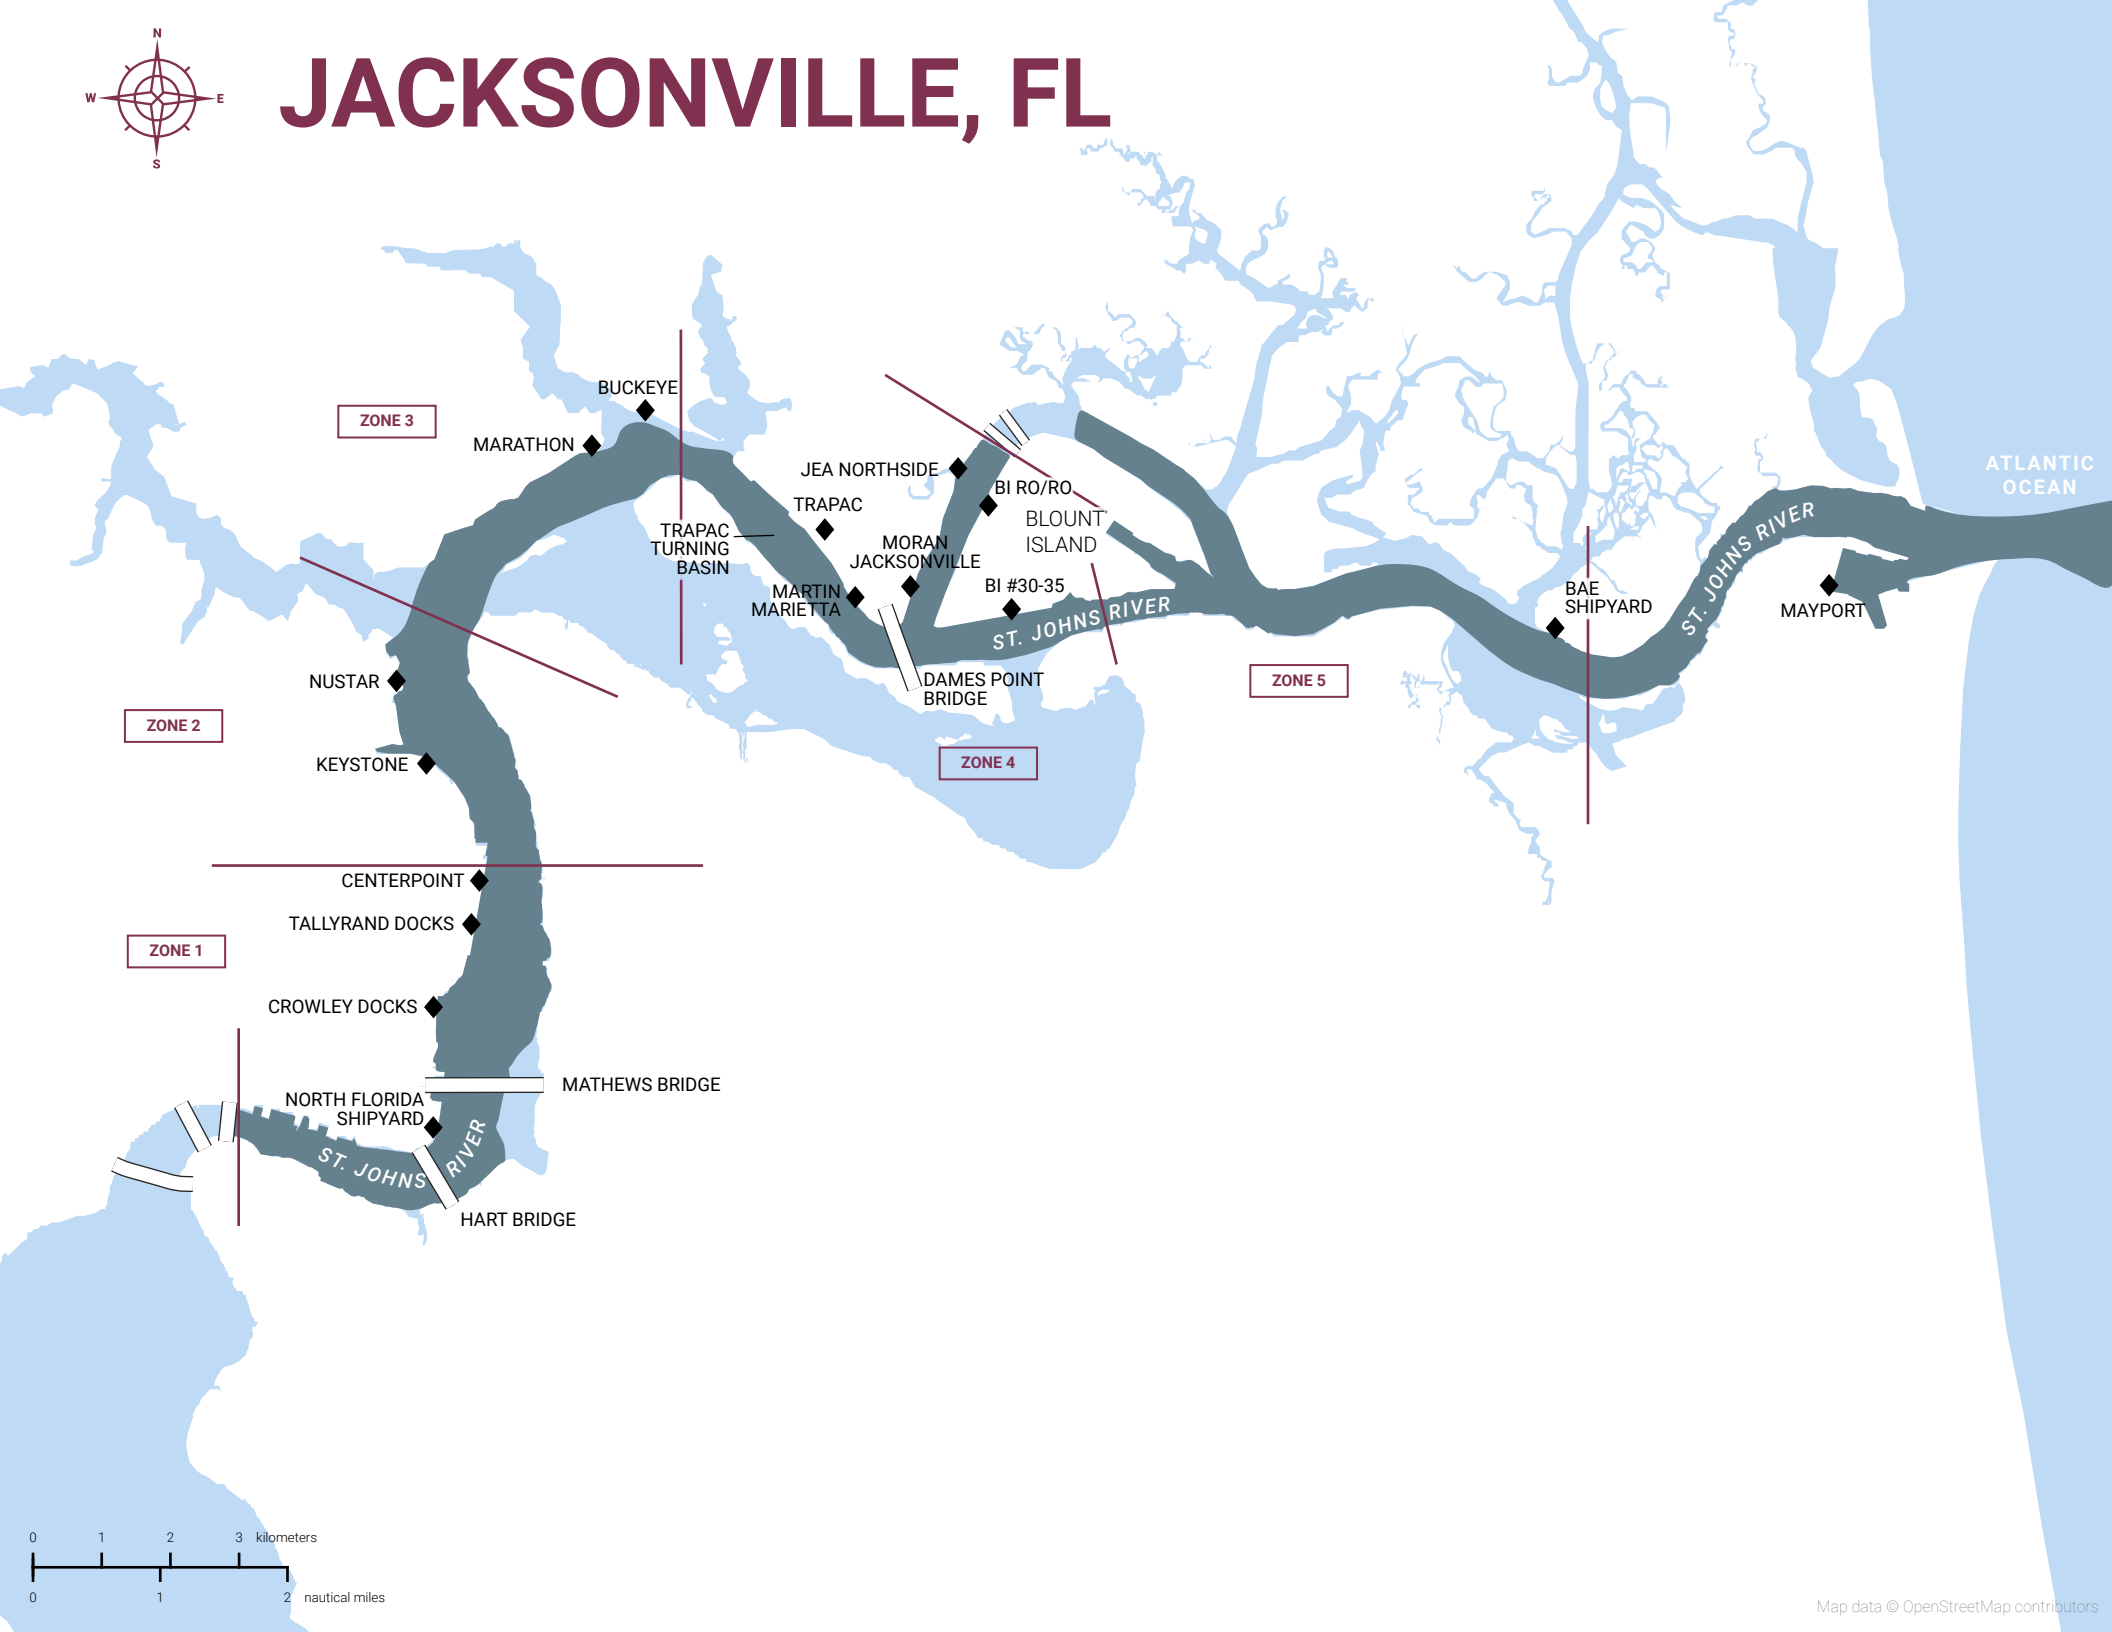 N
W
E
S
JACKSONVILLE, FL
BUCKEYE
ZONE 3
MARATHON
JEA NORTHSIDE
BI RO/RO
TRAPAC
BLOUNT
ISLAND
TRAPAC
TURNING
BASIN
MORAN
JACKSONVILLE
BI #30-35
MARTIN
MARIETTA
ST. JOHNS RIVER
DAMES POINT
BRIDGE
ATLANTIC
OCEAN
ST. JOHNS RIVER
BAE
SHIPYARD
MAYPORT
NUSTAR
ZONE 5
ZONE 2
KEYSTONE
ZONE 4
CENTERPOINT
TALLYRAND DOCKS
ZONE 1
CROWLEY DOCKS
MATHEWS BRIDGE
NORTH FLORIDA
SHIPYARD
ST. JOHNS RIVER
HART BRIDGE
0 1 2 3 kilometers
0 1 2 nautical miles
Map data © OpenStreetMap contributors